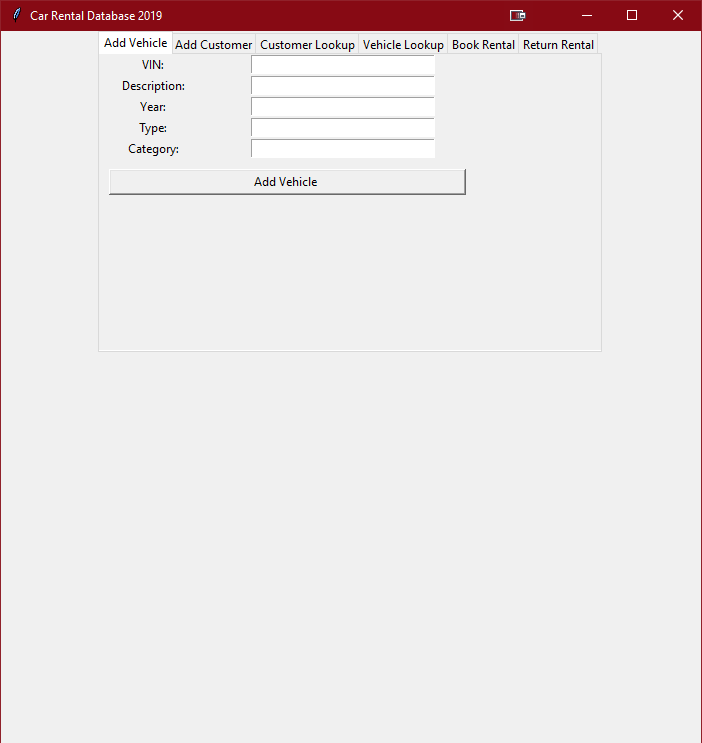 Car Rental Database 2019
Add Vehicle Add Customer Customer Lookup Vehicle Lookup Book Rental Return Rental
VIN:
Description:
Year:
Type:
Category:
Add Vehicle